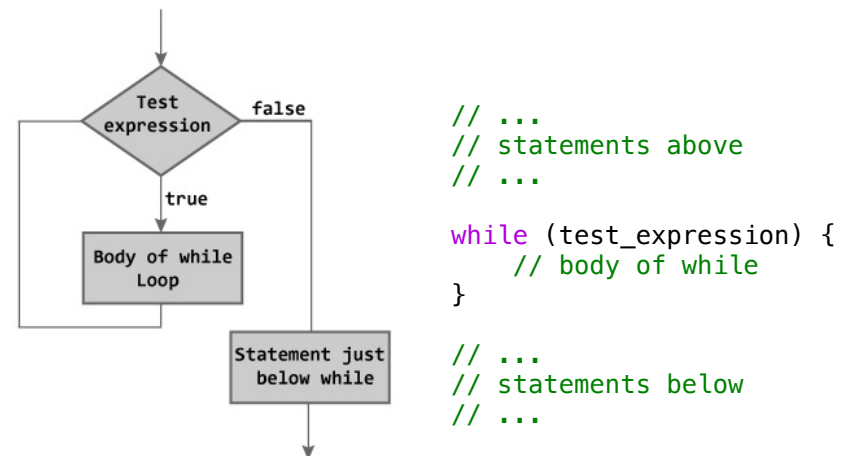 Test
expression
false
true
Body of while
Loop
Statement just
below while
// ...
// statements above
// ...
while (test_expression) {
    // body of while
}
// ...
// statements below
// ...